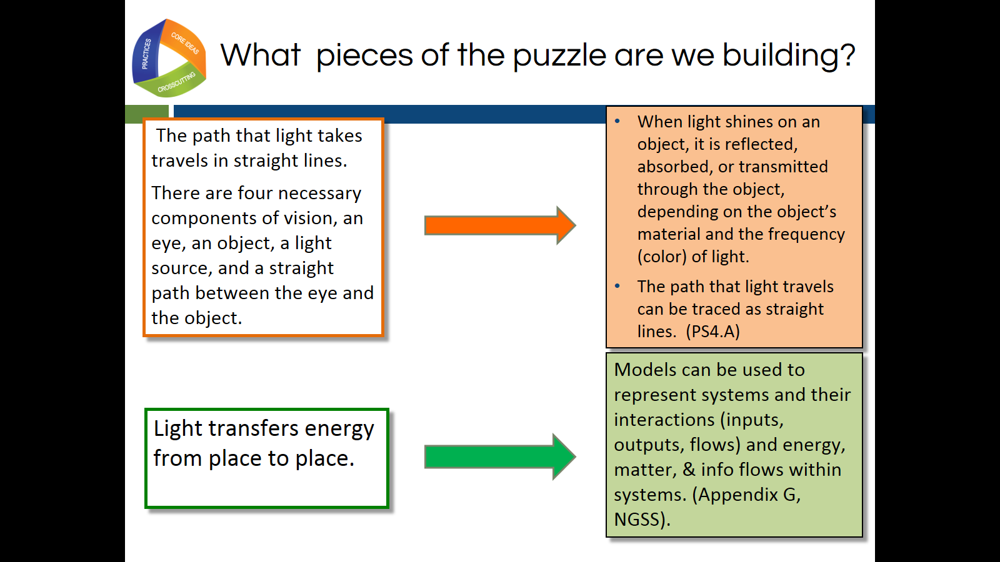 PRACTICES
CORE IDEAS
CROSSCUTTING
What pieces of the puzzle are we building?
The path that light takes
travels in straight lines.
There are four necessary
components of vision, an
eye, an object, a light
source, and a straight
path between the eye and
the object.
• When light shines on an
object, it is reflected,
absorbed, or transmitted
through the object,
depending on the object’s
material and the frequency
(color) of light.
• The path that light travels
can be traced as straight
lines. (PS4.A)
Light transfers energy
from place to place.
Models can be used to
represent systems and their
interactions (inputs,
outputs, flows) and energy,
matter, & info flows within
systems. (Appendix G,
NGSS).